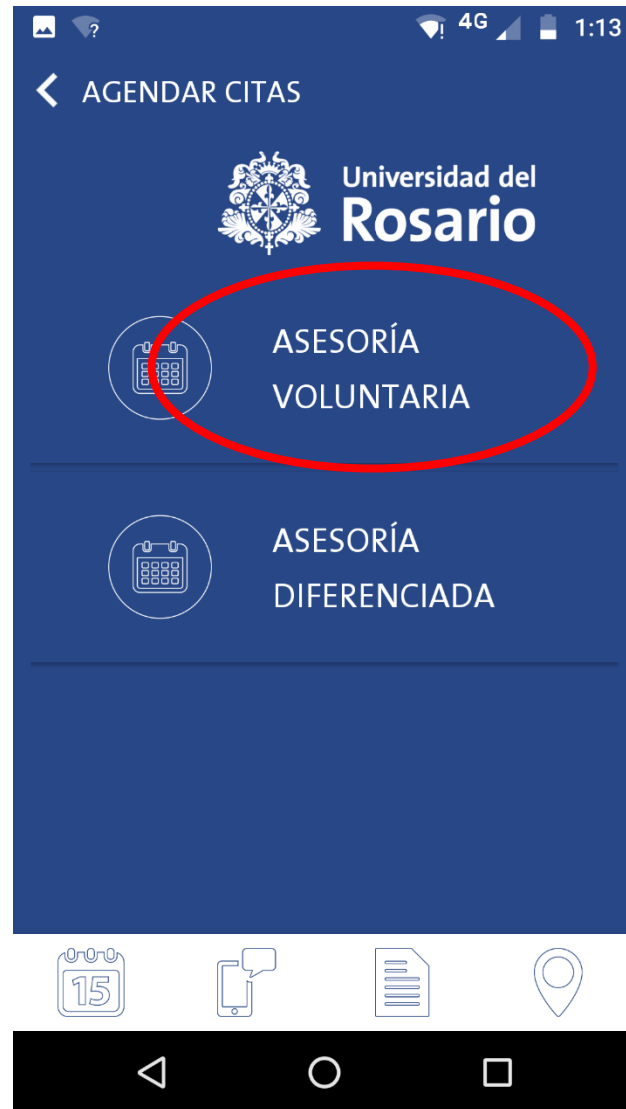 ? ! 4G 1:13
AGENDAR CITAS
Universidad del
Rosario
ASESORÍA
VOLUNTARIA
ASESORÍA
DIFERENCIADA
15